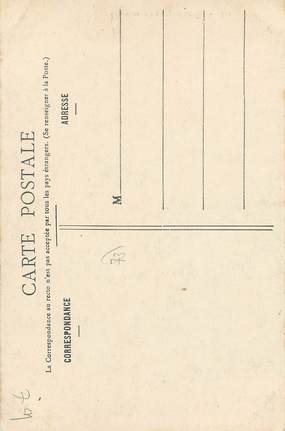 CARTE POSTALE
La Correspondance au recto n'est pas acceptée par tous les pays étrangers. (Se renseigner à la Poste.)
CORRESPONDANCE
ADRESSE
M
73